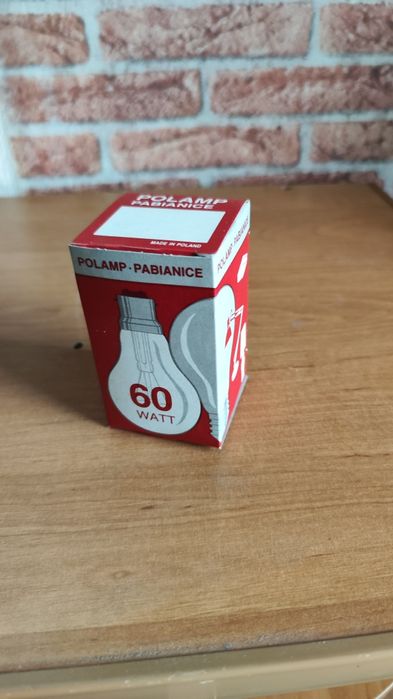 POLAMP
PABIANICE
MADE IN POLAND
POLAMP · PABIANICE
60
WATT
POLAMP · PABIANICE